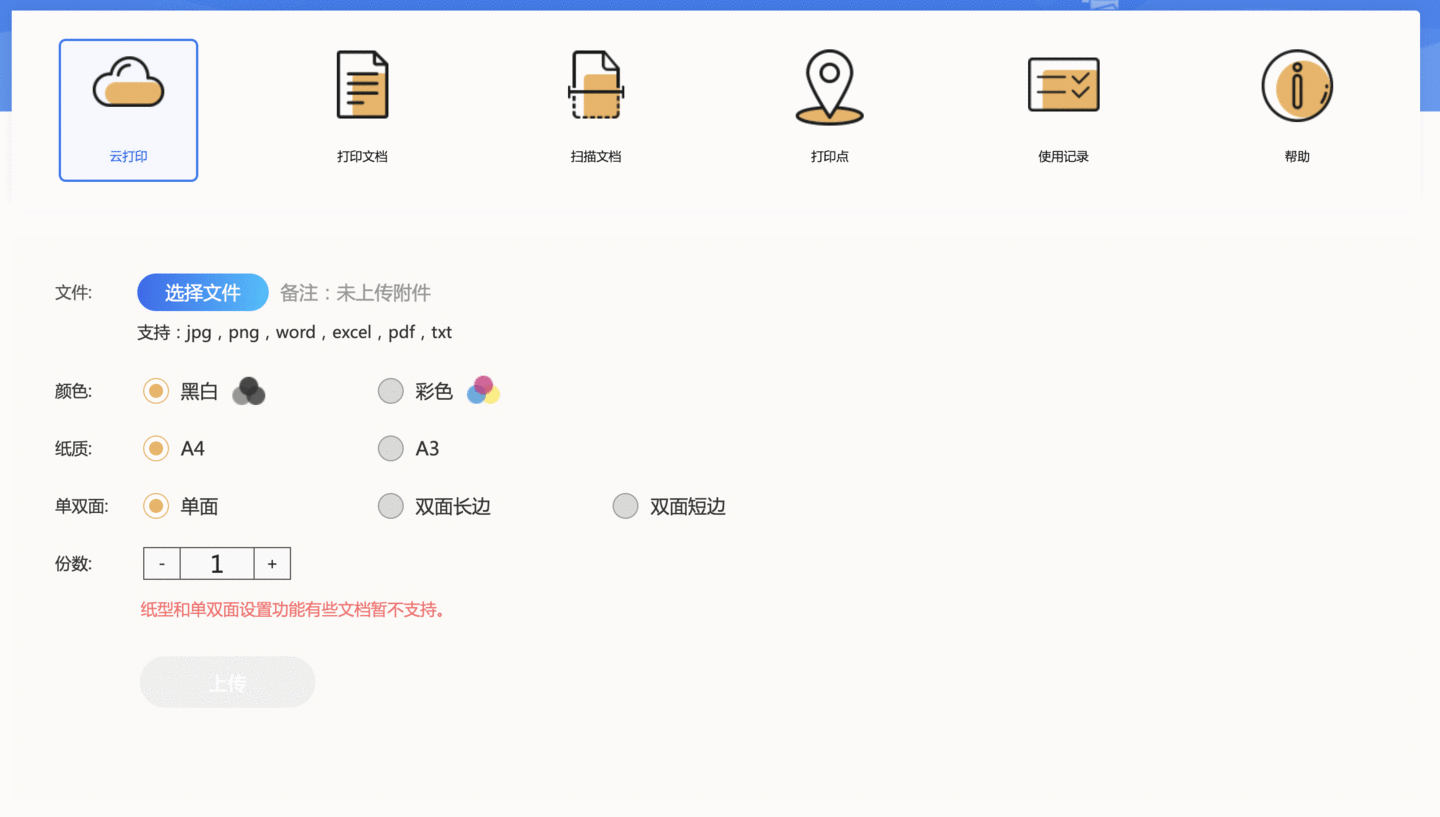 云打印
打印文档
扫描文档
打印点
使用记录
帮助
文件: 选择文件 备注：未上传附件
支持：jpg，png，word，excel，pdf，txt
颜色: 黑白 彩色
纸质: A4 A3
单双面: 单面 双面长边 双面短边
份数: - 1 +
纸型和单双面设置功能有些文档暂不支持。
上传